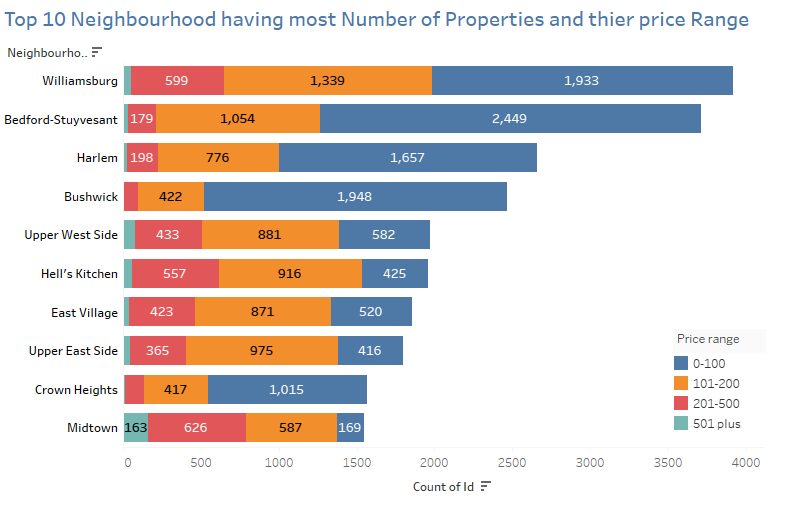 Top 10 Neighbourhood having most Number of Properties and thier price Range
Neighbourho..
Williamsburg 599 1,339 1,933
Bedford-Stuyvesant 179 1,054 2,449
Harlem 198 776 1,657
Bushwick 422 1,948
Upper West Side 433 881 582
Hell's Kitchen 557 916 425
East Village 423 871 520
Upper East Side 365 975 416
Crown Heights 417 1,015
Midtown 163 626 587 169
Price range
0-100
101-200
201-500
501 plus
0 500 1000 1500 2000 2500 3000 3500 4000
Count of Id